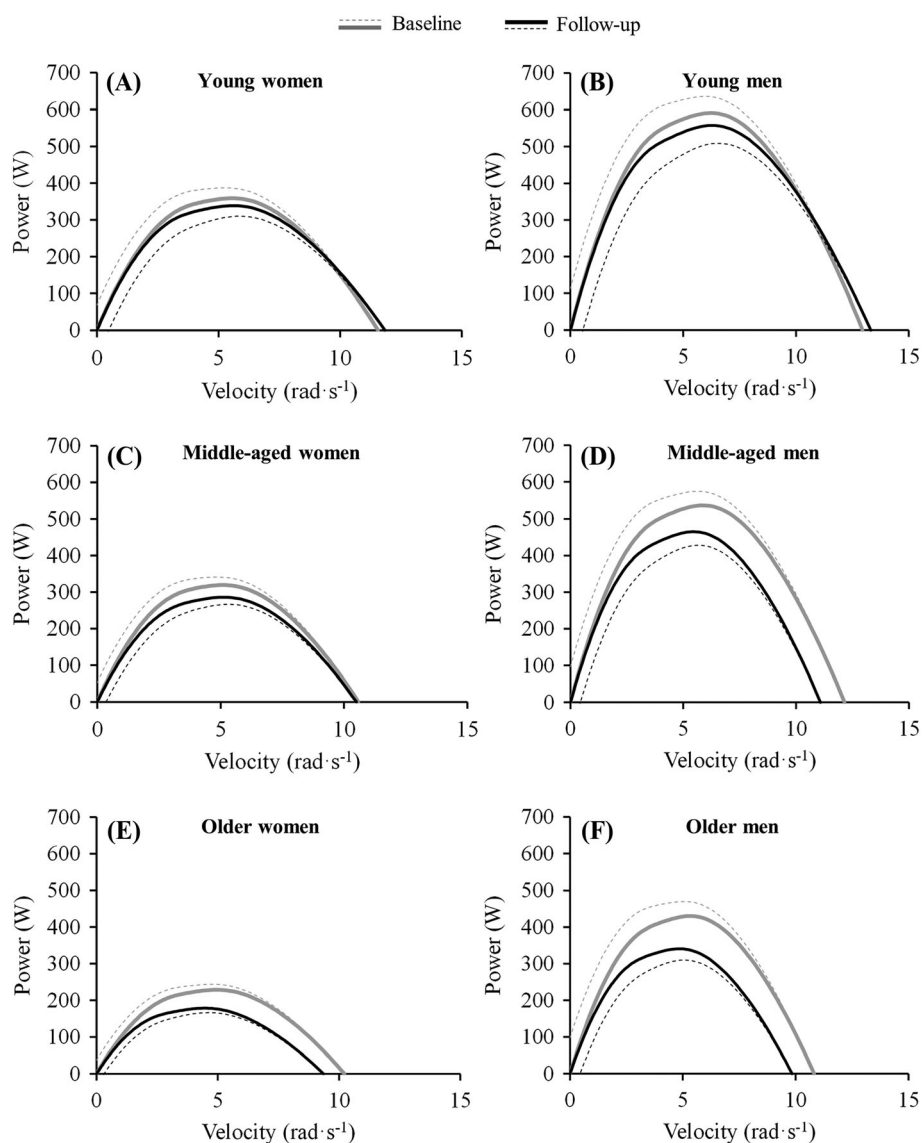 Baseline Follow-up
(A) Young women
700
600
500
400
300
200
100
0
Power (W)
0 5 10 15
Velocity (rad·s⁻¹)
(B) Young men
700
600
500
400
300
200
100
0
Power (W)
0 5 10 15
Velocity (rad·s⁻¹)
(C) Middle-aged women
700
600
500
400
300
200
100
0
Power (W)
0 5 10 15
Velocity (rad·s⁻¹)
(D) Middle-aged men
700
600
500
400
300
200
100
0
Power (W)
0 5 10 15
Velocity (rad·s⁻¹)
(E) Older women
700
600
500
400
300
200
100
0
Power (W)
0 5 10 15
Velocity (rad·s⁻¹)
(F) Older men
700
600
500
400
300
200
100
0
Power (W)
0 5 10 15
Velocity (rad·s⁻¹)